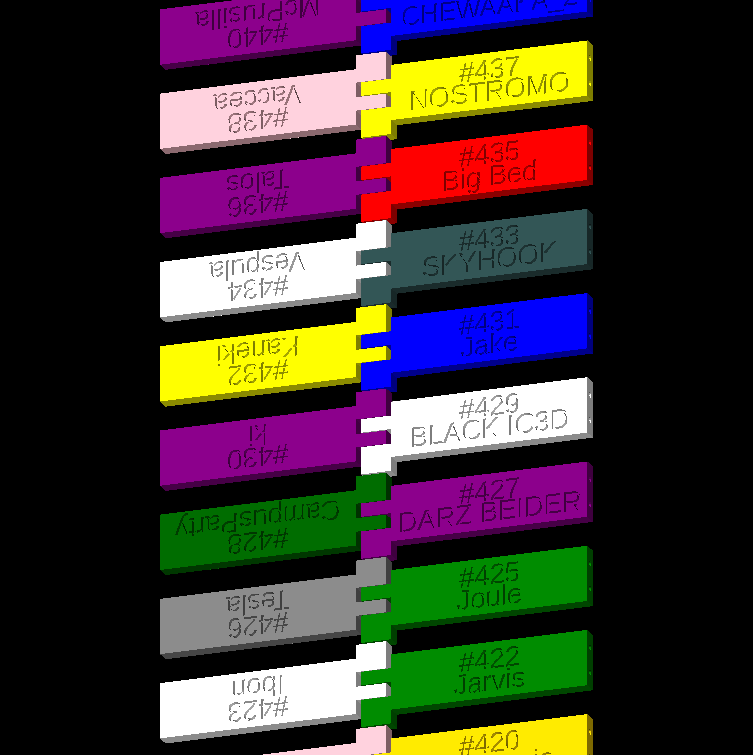 #440
McPrusilla
#437
NOSTROMO
#438
Vaccea
#435
Big Bed
#436
Talos
#433
SKYHOOK
#434
Vespula
#431
Jake
#432
Kaneki
#429
BLACK IC3D
#430
ki
#427
DARZ BEIDER
#428
CampusParty
#425
Joule
#426
Tesla
#422
Jarvis
#423
Ibon
#420